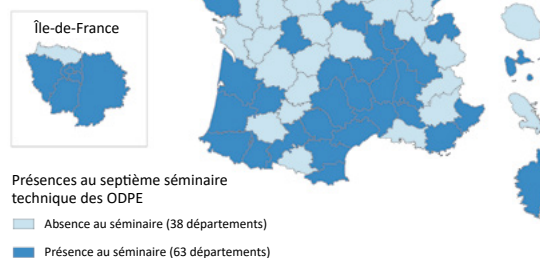 Île-de-France
Présences au septième séminaire
technique des ODPE
Absence au séminaire (38 départements)
Présence au séminaire (63 départements)